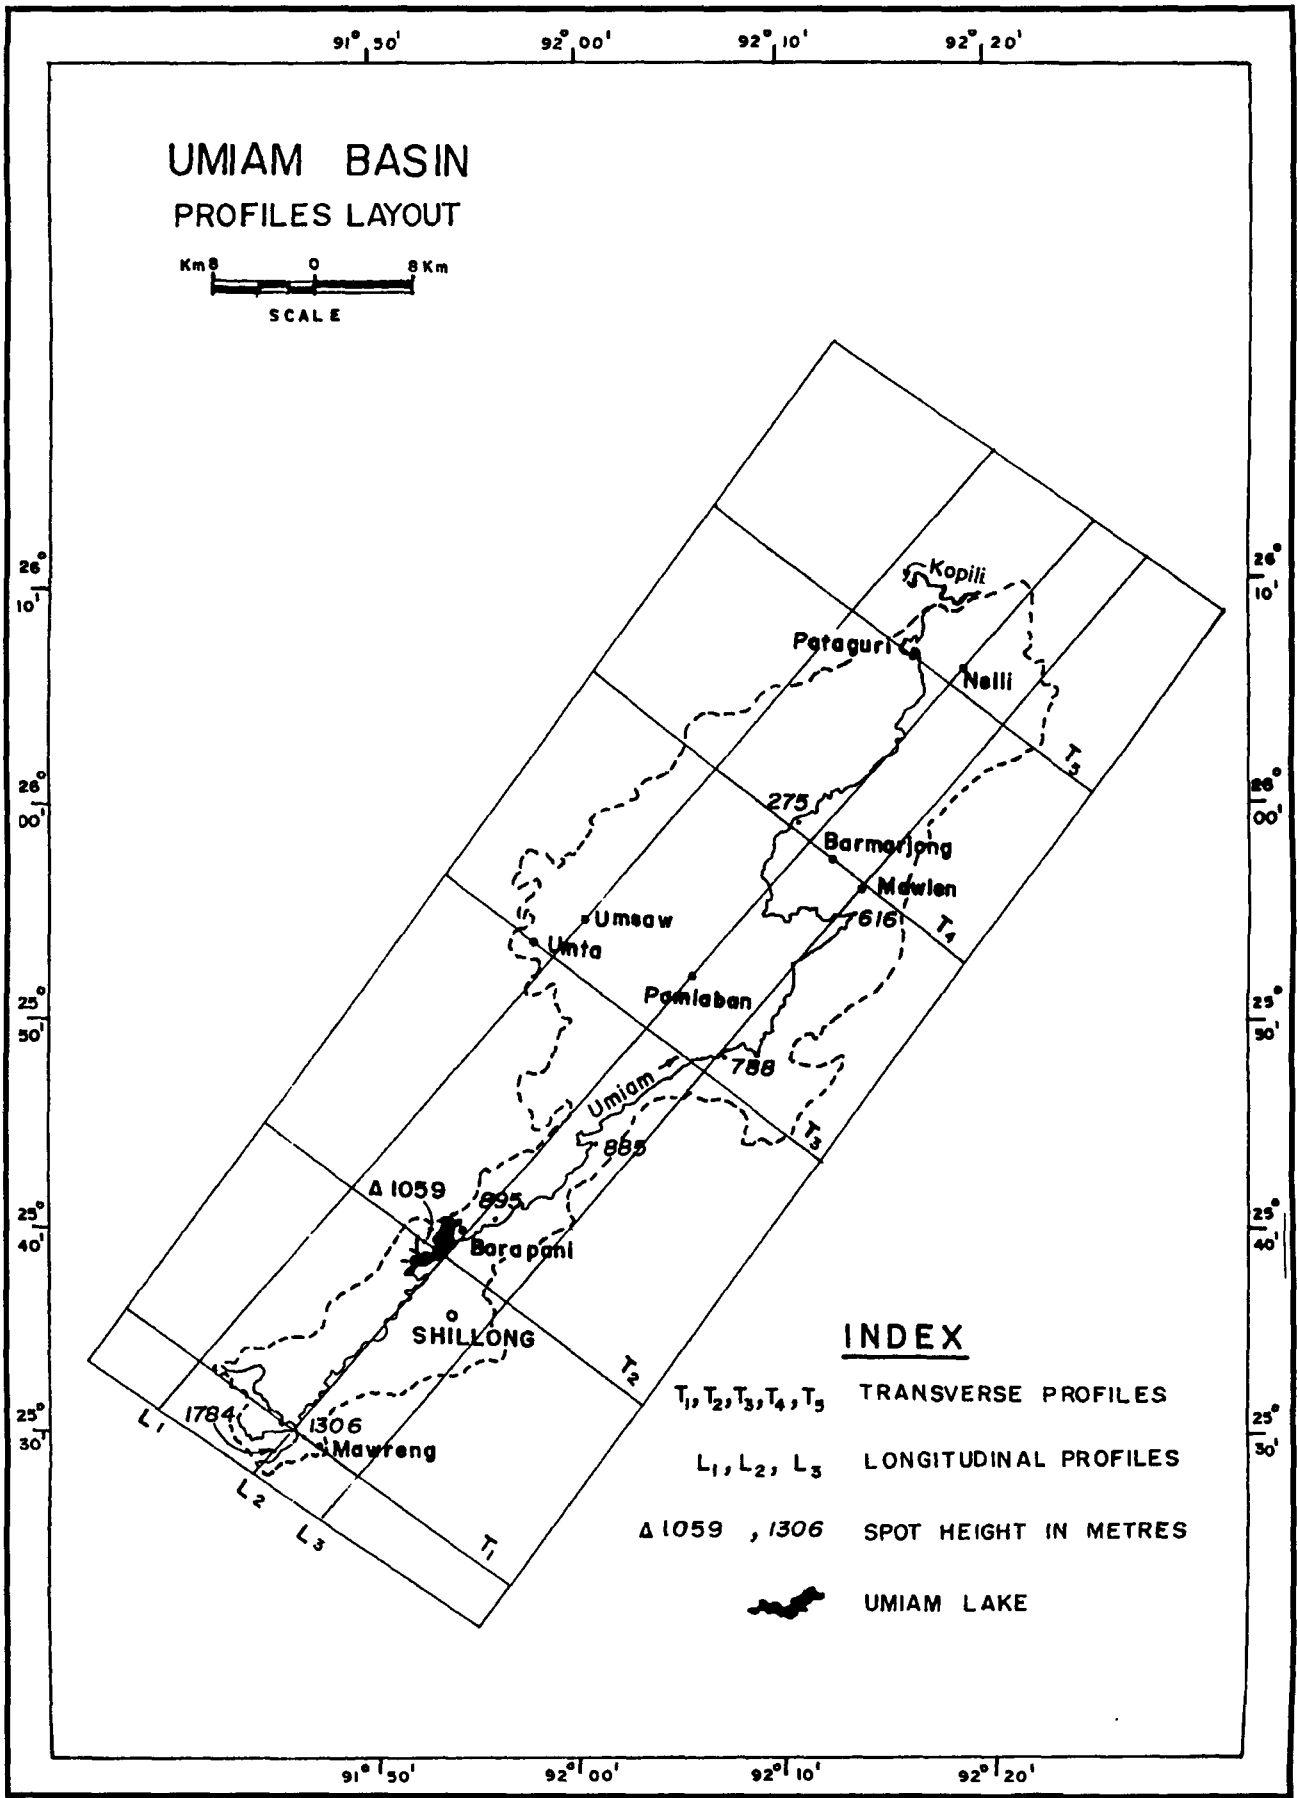 91° 50' 92° 00' 92° 10' 92° 20'
UMIAM BASIN
PROFILES LAYOUT
Km 8 0 8 Km
SCALE
26° 10'
26° 10'
Kopili
Pataguri
Nelli
T5
26° 00'
26° 00'
275
Barmarjong
Mawlen
616
T4
Umsaw
Umta
Pamlaban
25° 50'
25° 50'
788
Umiam
T3
885
Δ 1059
895
25° 40'
25° 40'
Barapani
SHILLONG
T2
INDEX
T1, T2, T3, T4, T5 TRANSVERSE PROFILES
25° 30'
25° 30'
L1
1784
1306
Mawreng
L1, L2, L3 LONGITUDINAL PROFILES
L2
L3
T1
Δ 1059 , 1306 SPOT HEIGHT IN METRES
UMIAM LAKE
91° 50' 92° 00' 92° 10' 92° 20'